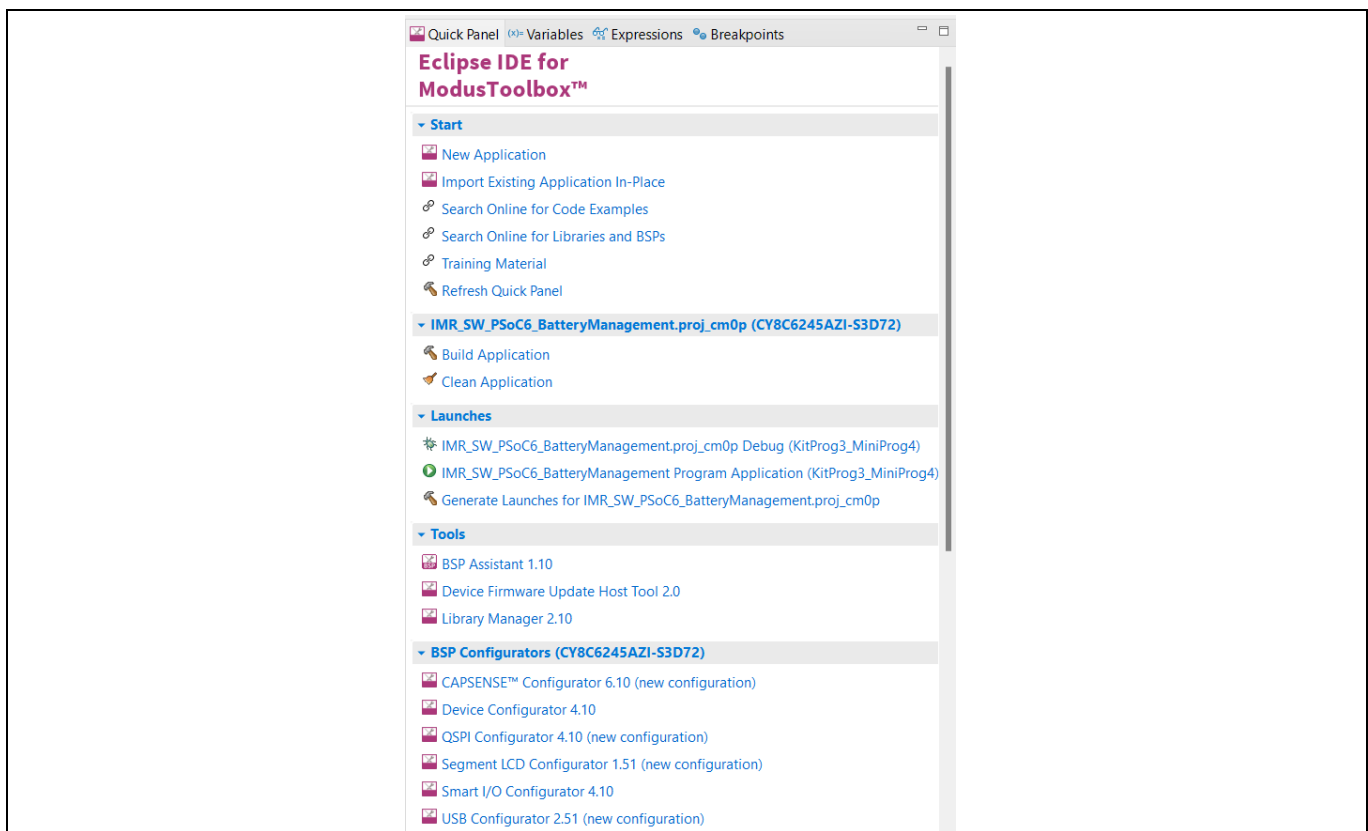 Quick Panel (x)= Variables Expressions Breakpoints
Eclipse IDE for
ModusToolbox™
Start
New Application
Import Existing Application In-Place
Search Online for Code Examples
Search Online for Libraries and BSPs
Training Material
Refresh Quick Panel
IMR_SW_PSoC6_BatteryManagement.proj_cm0p (CY8C6245AZI-S3D72)
Build Application
Clean Application
Launches
IMR_SW_PSoC6_BatteryManagement.proj_cm0p Debug (KitProg3_MiniProg4)
IMR_SW_PSoC6_BatteryManagement Program Application (KitProg3_MiniProg4)
Generate Launches for IMR_SW_PSoC6_BatteryManagement.proj_cm0p
Tools
BSP Assistant 1.10
Device Firmware Update Host Tool 2.0
Library Manager 2.10
BSP Configurators (CY8C6245AZI-S3D72)
CAPSENSE™ Configurator 6.10 (new configuration)
Device Configurator 4.10
QSPI Configurator 4.10 (new configuration)
Segment LCD Configurator 1.51 (new configuration)
Smart I/O Configurator 4.10
USB Configurator 2.51 (new configuration)